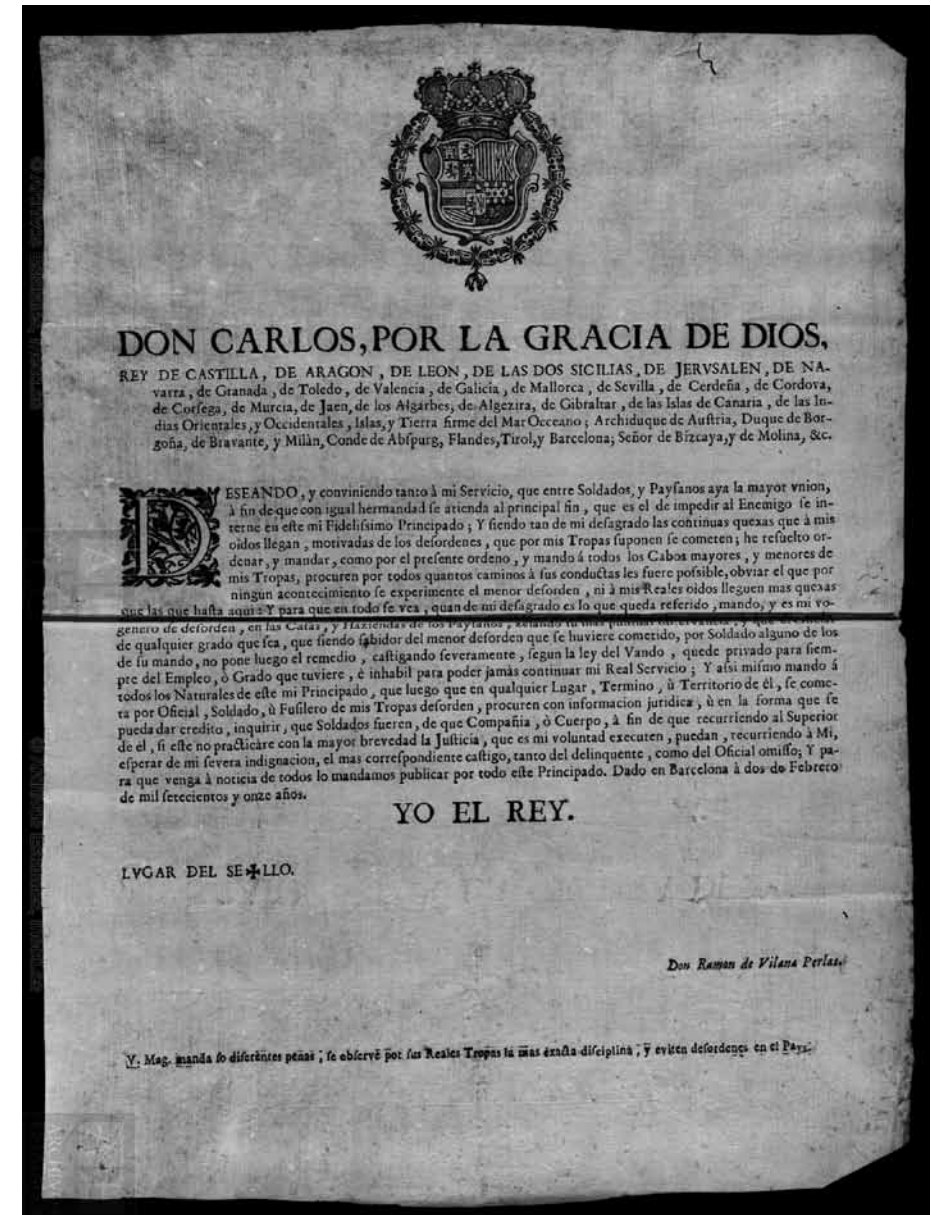 DON CARLOS, POR LA GRACIA DE DIOS,
REY DE CASTILLA, DE ARAGON, DE LEON, DE LAS DOS SICILIAS, DE JERVSALEN, DE NA-
varra, de Granada, de Toledo, de Valencia, de Galicia, de Mallorca, de Sevilla, de Cerdeña, de Cordova,
de Corſega, de Murcia, de Jaen, de los Algarbes, de Algezira, de Gibraltar, de las Islas de Canaria, de las In-
dias Orientales, y Occidentales, Islas, y Tierra firme del Mar Occeano; Archiduque de Auſtria, Duque de Bor-
goña, de Bravante, y Milàn, Conde de Abſpurg, Flandes, Tirol, y Barcelona; Señor de Bizcaya, y de Molina, &c.
DESEANDO, y conviniendo tanto à mi Servicio, que entre Soldados, y Payſanos aya la mayor vnion,
à fin de que con igual hermandad ſe atienda al principal fin, que es el de impedir al Enemigo ſe in-
terne en eſte mi Fideliſsimo Principado; Y ſiendo tan de mi deſagrado las continuas quexas que à mis
oìdos llegan, motivadas de los deſordenes, que por mis Tropas ſuponen ſe cometen; he reſuelto or-
denar, y mandar, como por el preſente ordeno, y mando á todos los Cabos mayores, y menores de
mis Tropas, procuren por todos quantos caminos à ſus conductas les fuere poſsible, obviar el que por
ningun acontecimiento ſe experimente el menor deſorden, ni à mis Reales oidos lleguen mas quexas
que las que haſta aqui: Y para que en todo ſe vea, quan de mi deſagrado es lo que queda referido, mando, y es mi vo-
genero de deſorden, en las Caſas, y Haziendas de los Payſanos,
de qualquier grado que ſea, que ſiendo ſabidor del menor deſorden que ſe huviere cometido, por Soldado alguno de los
de ſu mando, no pone luego el remedio, caſtigando ſeveramente, ſegun la ley del Vando, quede privado para ſiem-
pre del Empleo, ò Grado que tuviere, é inhabil para poder jamàs continuar mi Real Servicio; Y aſsi miſmo mando á
todos los Naturales de eſte mi Principado, que luego que en qualquier Lugar, Termino, ù Territorio de él, ſe come-
ta por Oficial, Soldado, ù Fuſilero de mis Tropas deſorden, procuren con informacion juridica, ù en la forma que ſe
pueda dar credito, inquirir, que Soldados fueren, de que Compañia, ò Cuerpo, à fin de que recurriendo al Superior
de él, ſi eſte no practicàre con la mayor brevedad la Juſticia, que es mi voluntad executen, puedan, recurriendo à Mi,
eſperar de mi ſevera indignacion, el mas correſpondiente caſtigo, tanto del delinquente, como del Oficial omiſſo; Y pa-
ra que venga à noticia de todos lo mandamos publicar por todo eſte Principado. Dado en Barcelona à dos de Febrero
de mil ſetecientos y onze años.
YO EL REY.
LVGAR DEL SE✠LLO.
Don Ramon de Vilana Perlas.
V. Mag. manda ſo diferentes penas, ſe obſerve por ſus Reales Tropas la mas exacta diſciplina, y eviten deſordenes en el Pays.